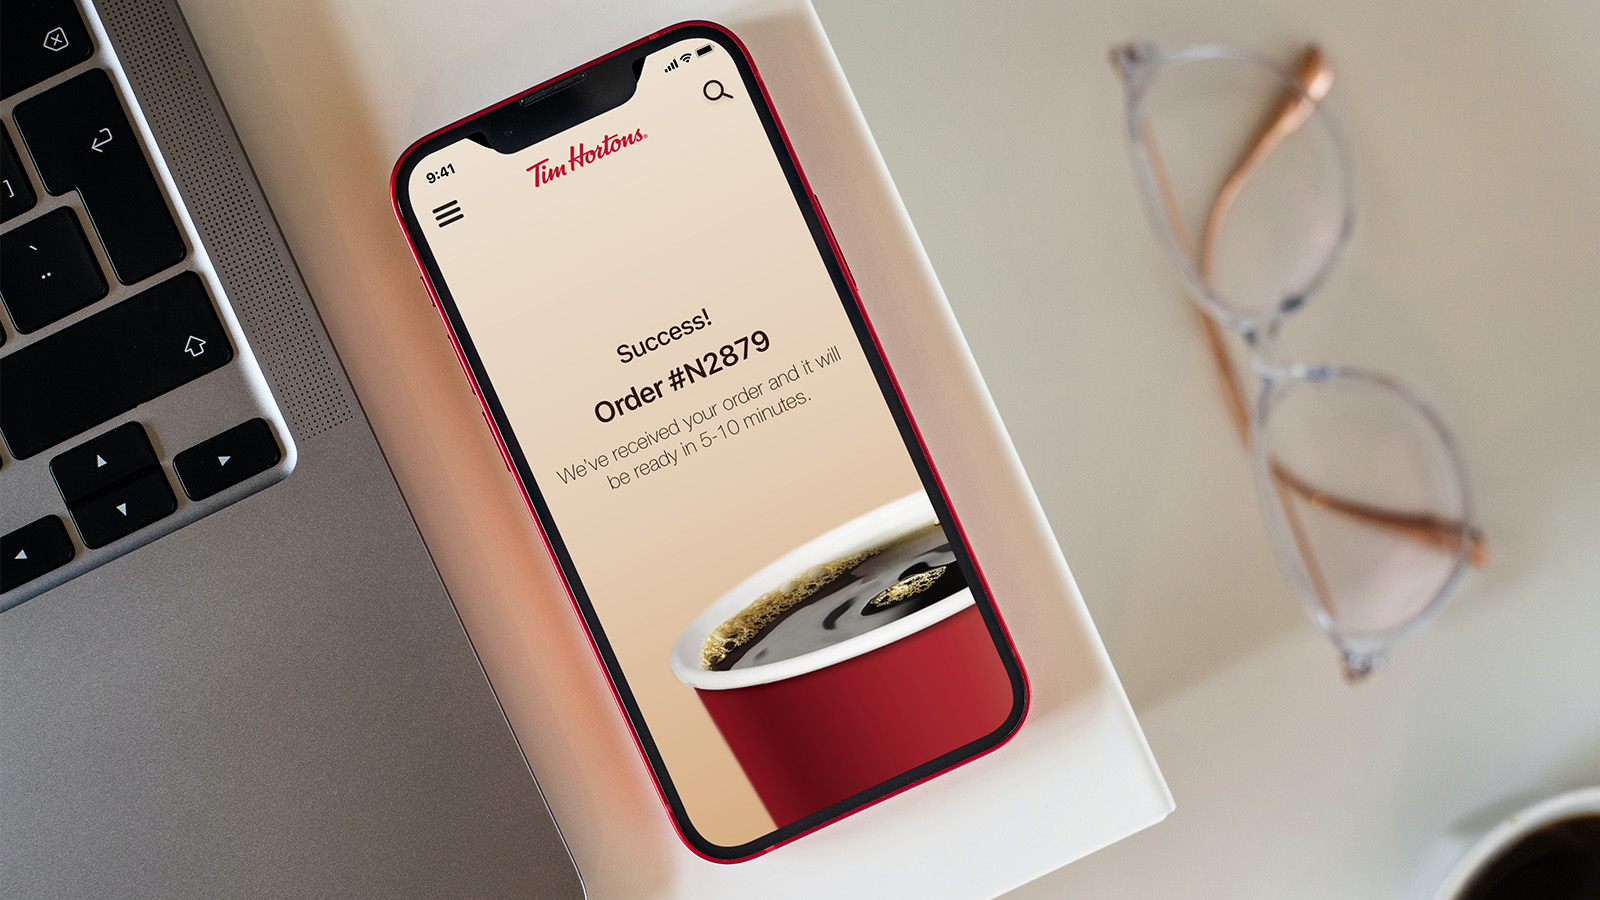 9:41
Tim Hortons®
Success!
Order #N2879
We've received your order and it will
be ready in 5-10 minutes.
]
`
¨